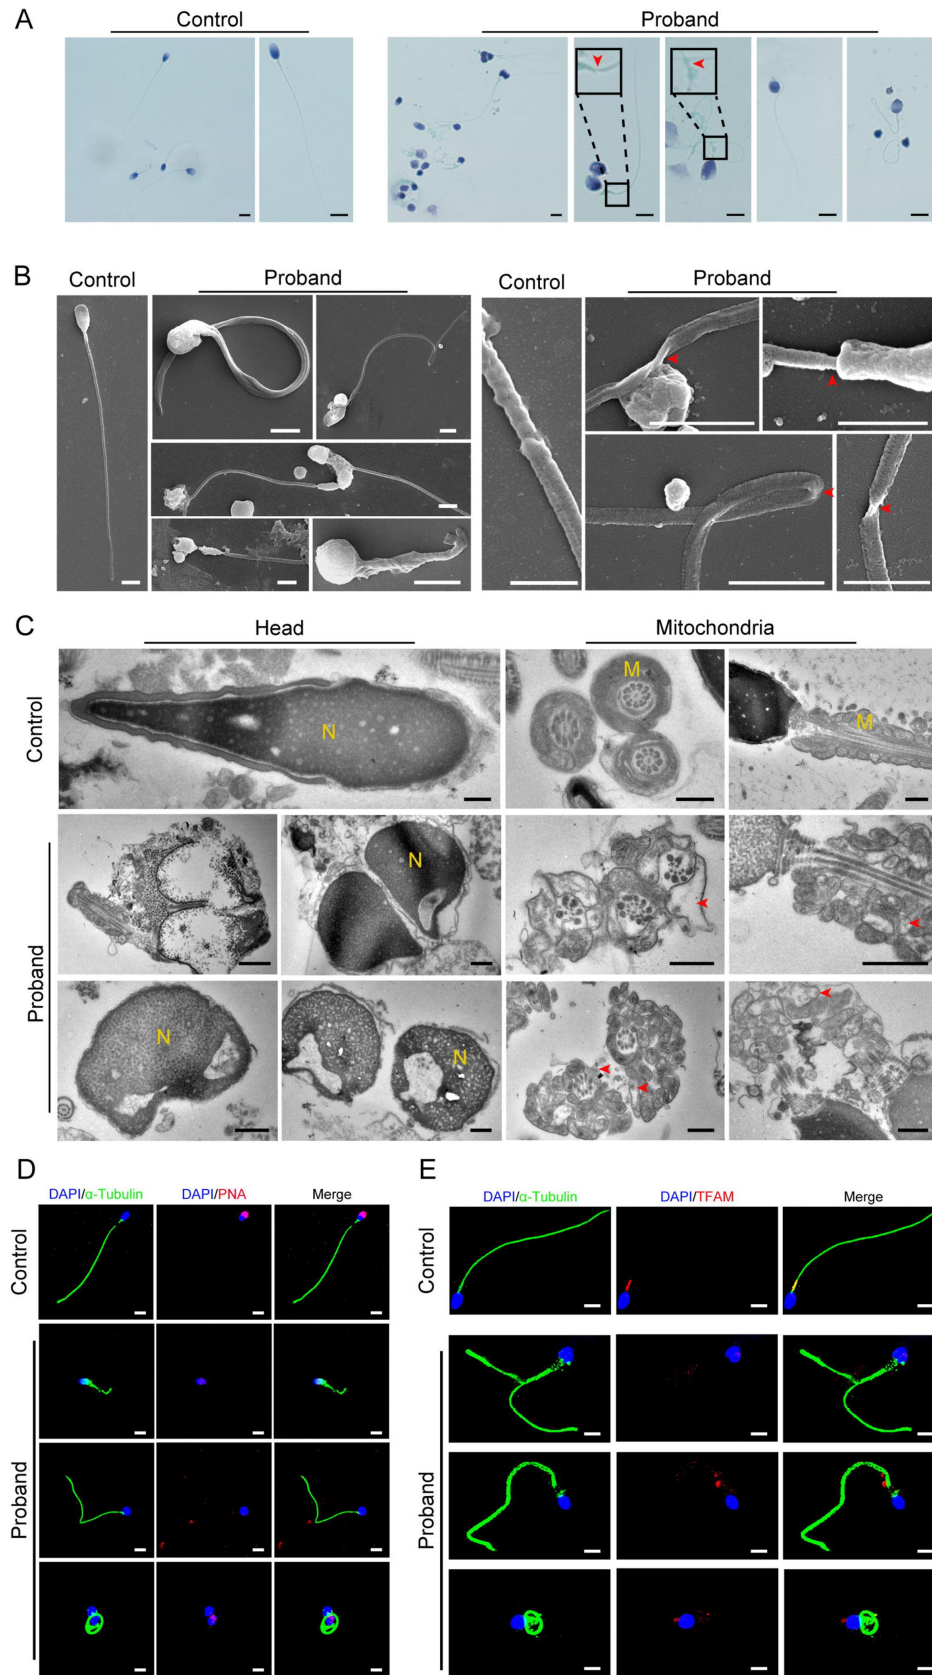 A
Control
Proband
B
Control
Proband
Control
Proband
C
Head
Mitochondria
Control
N
M
M
Proband
N
N
N
D
DAPI/α-Tubulin
DAPI/PNA
Merge
Control
Proband
E
DAPI/α-Tubulin
DAPI/TFAM
Merge
Control
Proband